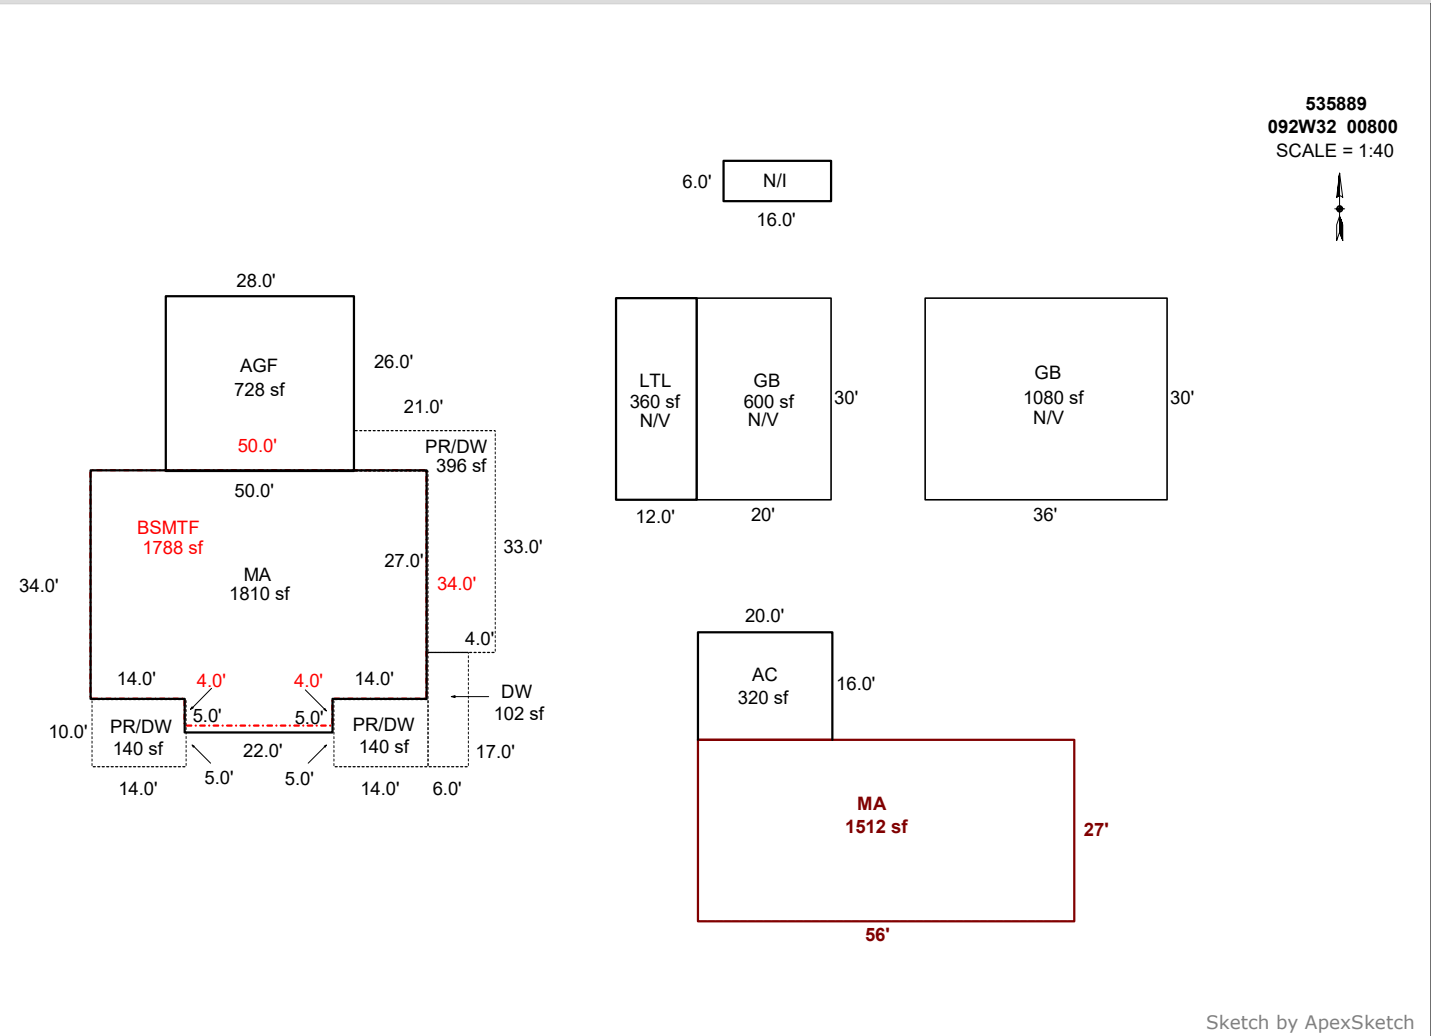 535889
092W32 00800
SCALE = 1:40
6.0'
N/I
16.0'
28.0'
AGF
728 sf
26.0'
21.0'
50.0'
PR/DW
396 sf
50.0'
BSMTF
1788 sf
27.0'
33.0'
34.0'
MA
1810 sf
34.0'
4.0'
14.0'
4.0'
4.0'
14.0'
DW
102 sf
5.0'
5.0'
10.0'
PR/DW
140 sf
PR/DW
140 sf
22.0'
17.0'
5.0'
5.0'
14.0'
14.0'
6.0'
LTL
360 sf
N/V
GB
600 sf
N/V
30'
12.0'
20'
GB
1080 sf
N/V
30'
36'
20.0'
AC
320 sf
16.0'
MA
1512 sf
27'
56'
Sketch by ApexSketch